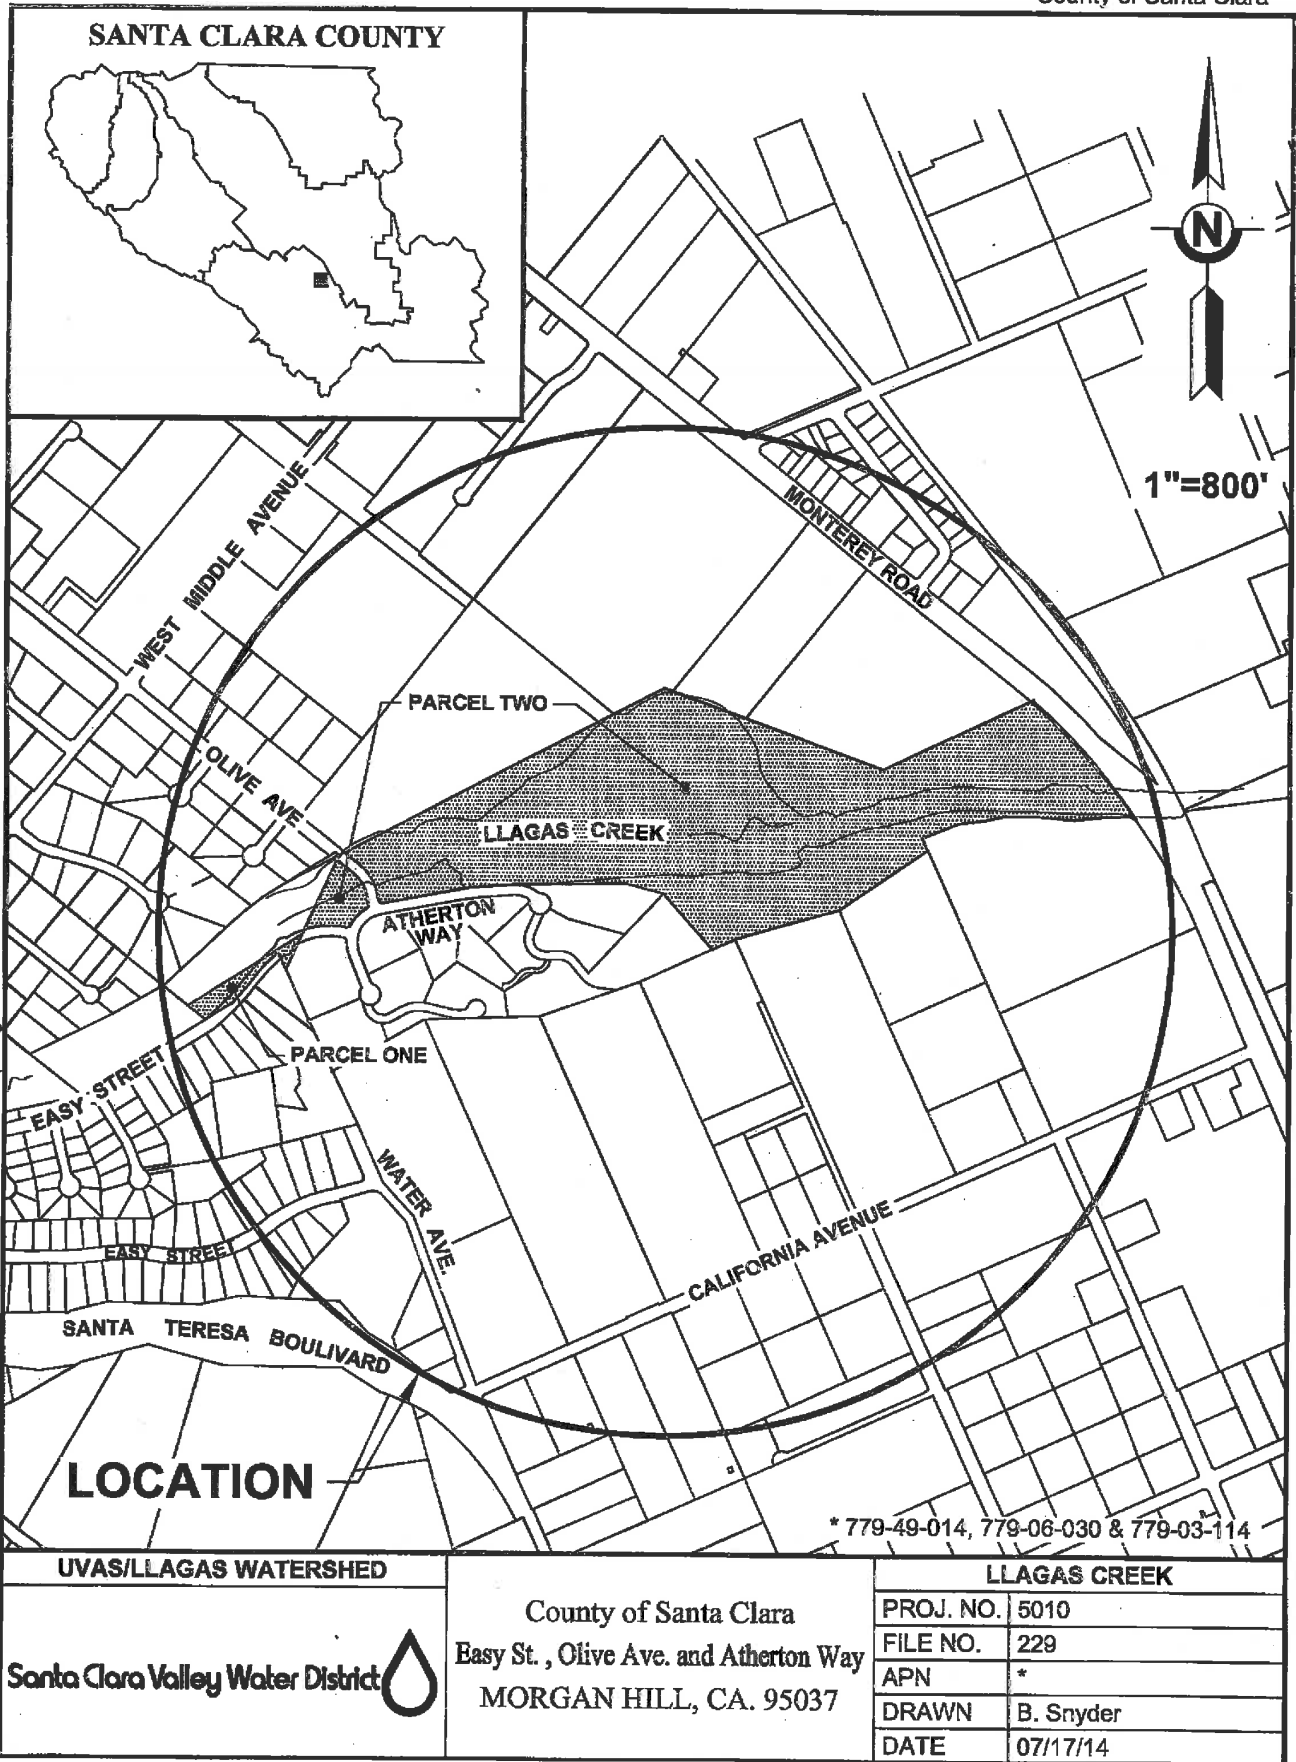 County of Santa Clara
SANTA CLARA COUNTY
N
1"=800'
WEST MIDDLE AVENUE
MONTEREY ROAD
PARCEL TWO
OLIVE AVE
LLAGAS CREEK
ATHERTON
WAY
PARCEL ONE
EASY STREET
WATER AVE.
EASY STREET
CALIFORNIA AVENUE
SANTA TERESA BOULIVARD
LOCATION
* 779-49-014, 779-06-030 & 779-03-114
UVAS/LLAGAS WATERSHED
Santa Clara Valley Water District
County of Santa Clara
Easy St. , Olive Ave. and Atherton Way
MORGAN HILL, CA. 95037
LLAGAS CREEK
PROJ. NO. 5010
FILE NO. 229
APN *
DRAWN B. Snyder
DATE 07/17/14